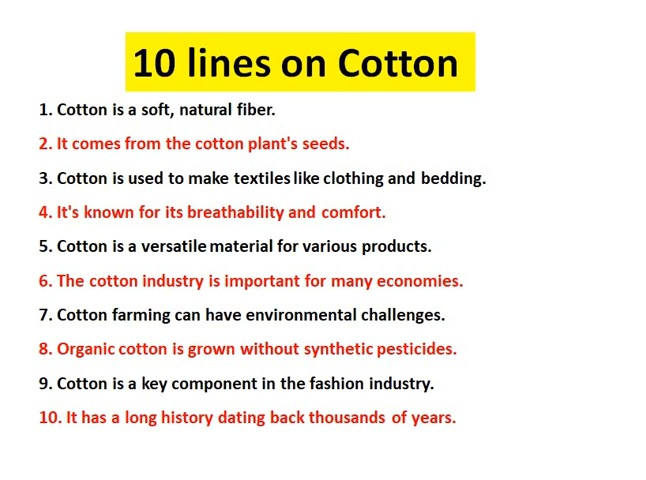 10 lines on Cotton
1. Cotton is a soft, natural fiber.
2. It comes from the cotton plant's seeds.
3. Cotton is used to make textiles like clothing and bedding.
4. It's known for its breathability and comfort.
5. Cotton is a versatile material for various products.
6. The cotton industry is important for many economies.
7. Cotton farming can have environmental challenges.
8. Organic cotton is grown without synthetic pesticides.
9. Cotton is a key component in the fashion industry.
10. It has a long history dating back thousands of years.